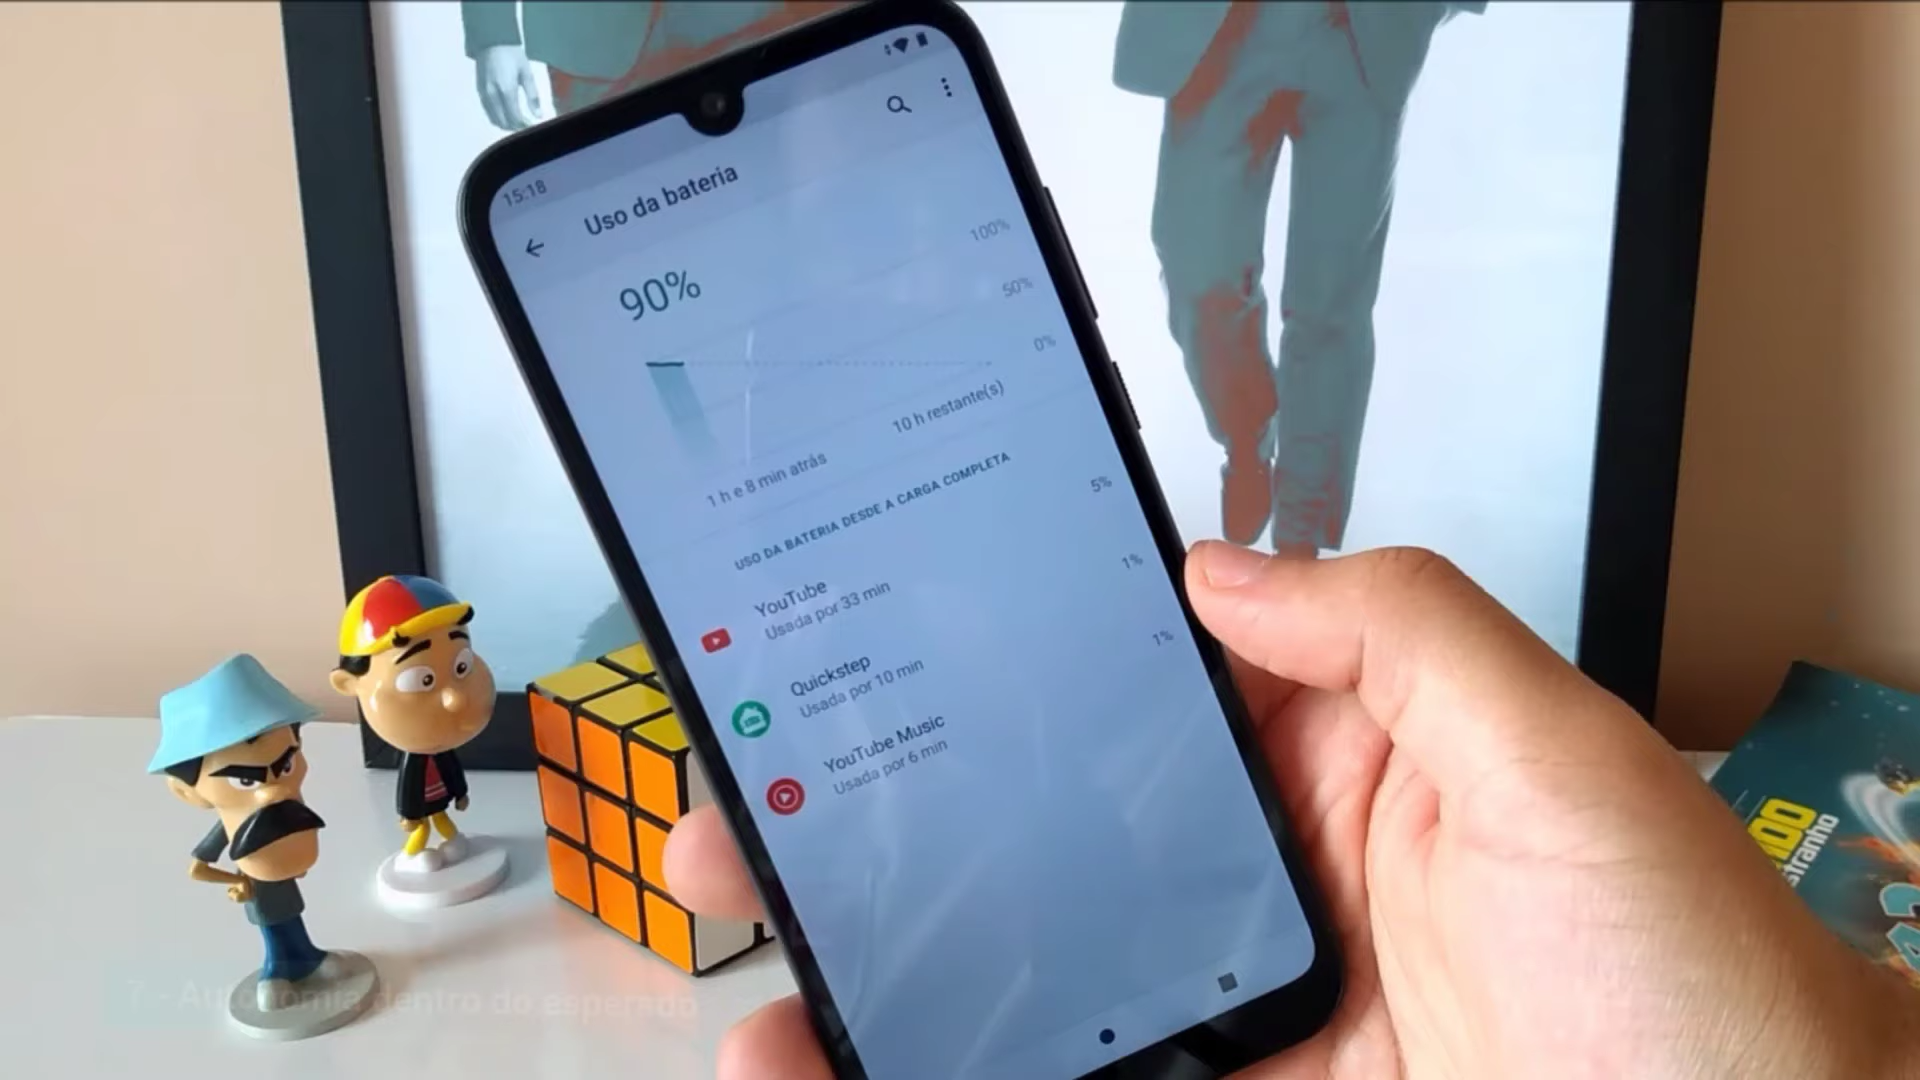 15:18
Uso da bateria
90%
100%
50%
0%
1 h e 8 min atrás
10 h restante(s)
USO DA BATERIA DESDE A CARGA COMPLETA
YouTube
5%
Usada por 33 min
Quickstep
1%
Usada por 10 min
YouTube Music
1%
Usada por 6 min
7 - Autonomia dentro do esperado